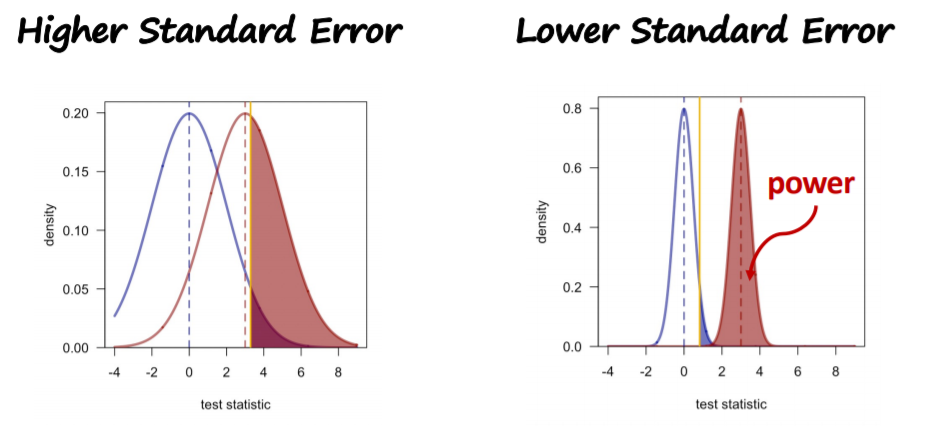 Higher Standard Error
Lower Standard Error
density
0.20
0.15
0.10
0.05
0.00
-4 -2 0 2 4 6 8
test statistic
density
0.8
0.6
0.4
0.2
0.0
power
-4 -2 0 2 4 6 8
test statistic